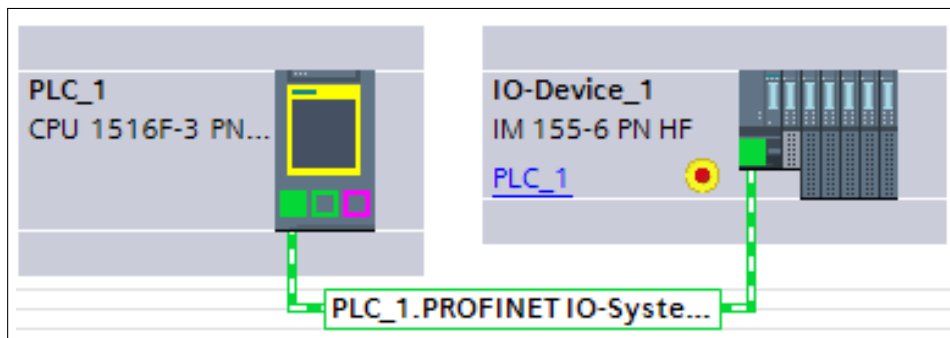 PLC_1
CPU 1516F-3 PN...
IO-Device_1
IM 155-6 PN HF
PLC_1
PLC_1.PROFINET IO-Syste...